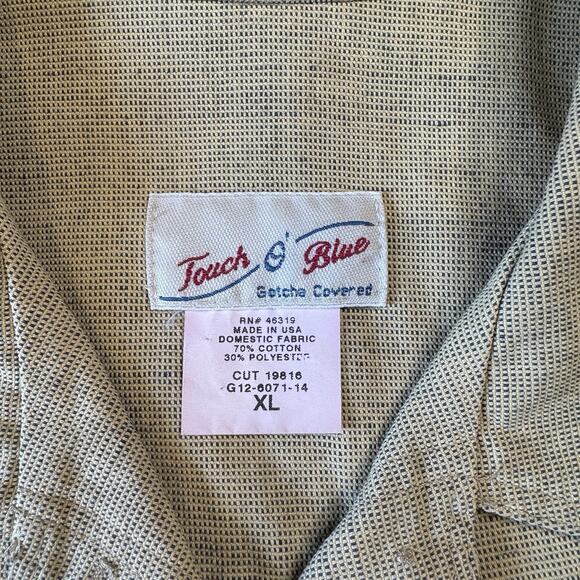 Touch O' Blue
Gotcha Covered
RN# 46319
MADE IN USA
DOMESTIC FABRIC
70% COTTON
30% POLYESTER
CUT 19816
G12-6071-14
XL